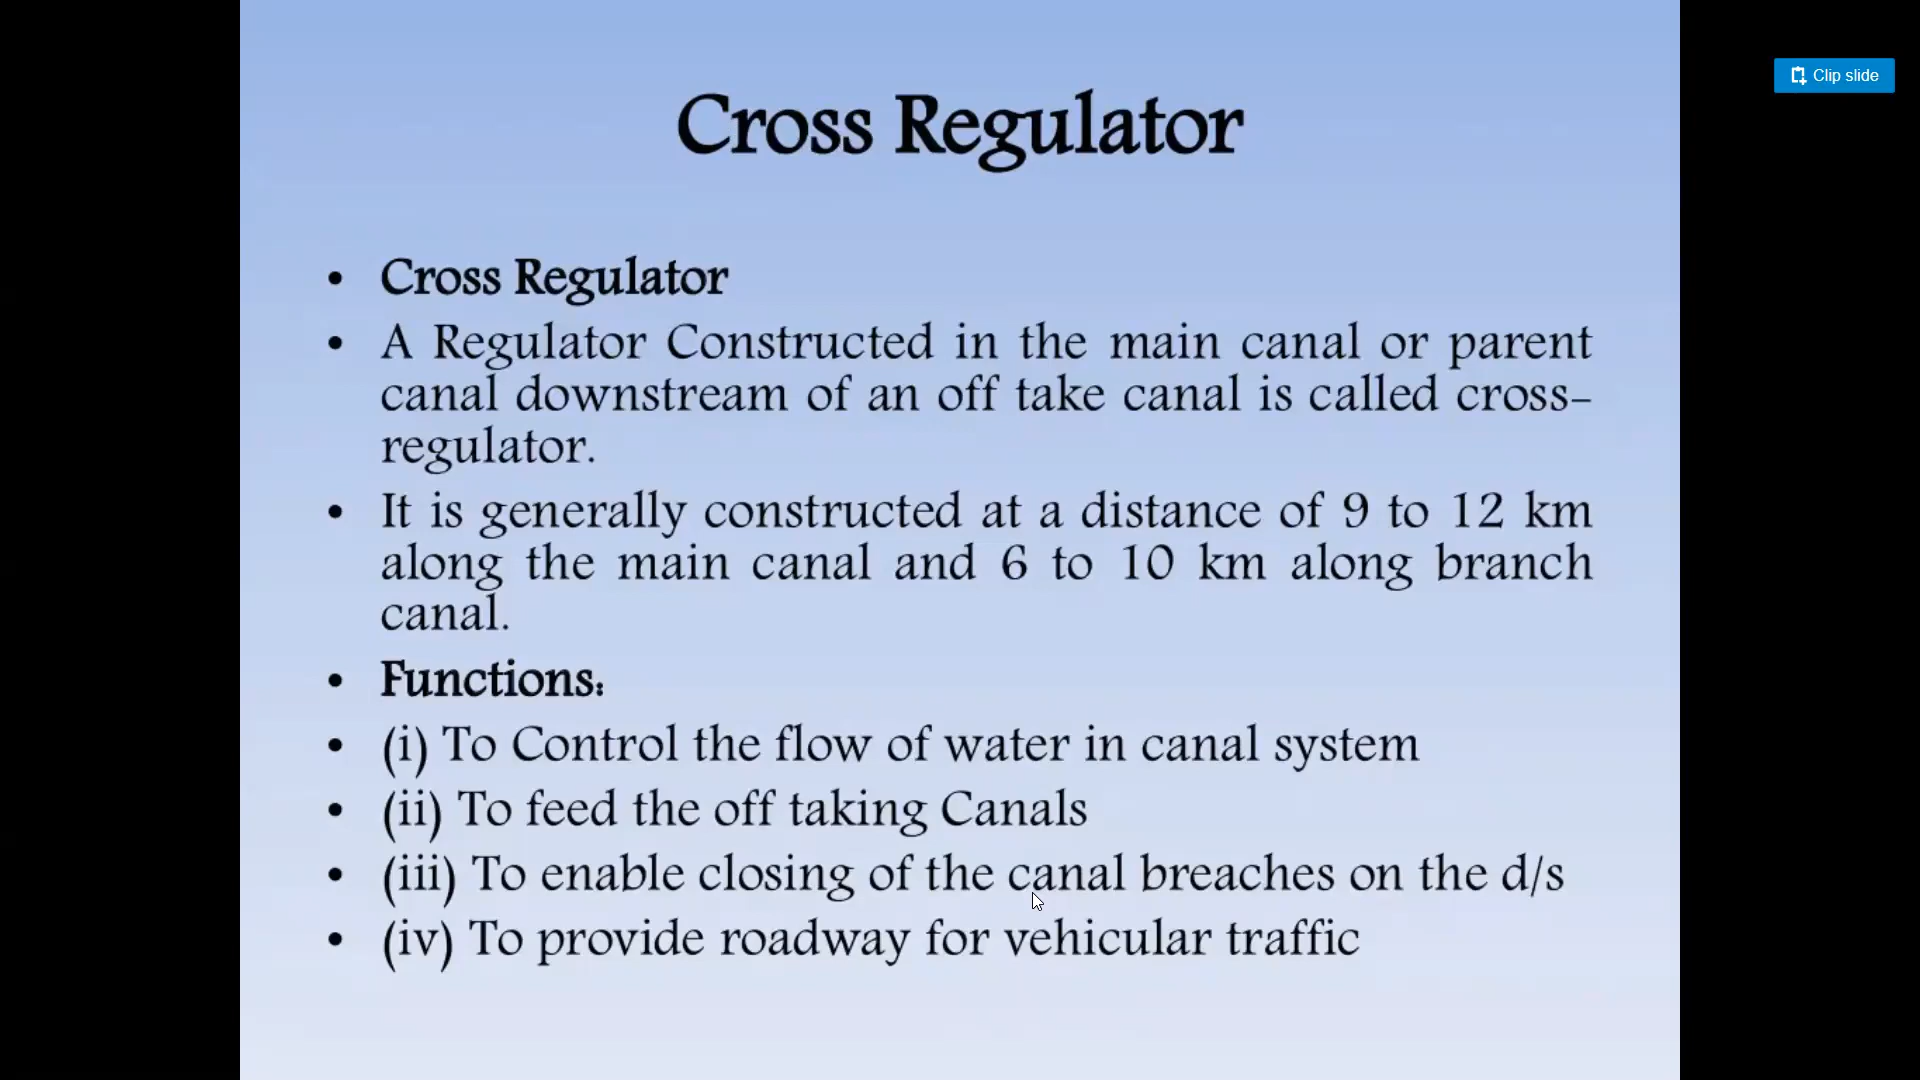 Clip slide
Cross Regulator
• Cross Regulator
• A Regulator Constructed in the main canal or parent
canal downstream of an off take canal is called cross-
regulator.
• It is generally constructed at a distance of 9 to 12 km
along the main canal and 6 to 10 km along branch
canal.
• Functions:
• (i) To Control the flow of water in canal system
• (ii) To feed the off taking Canals
• (iii) To enable closing of the canal breaches on the d/s
• (iv) To provide roadway for vehicular traffic